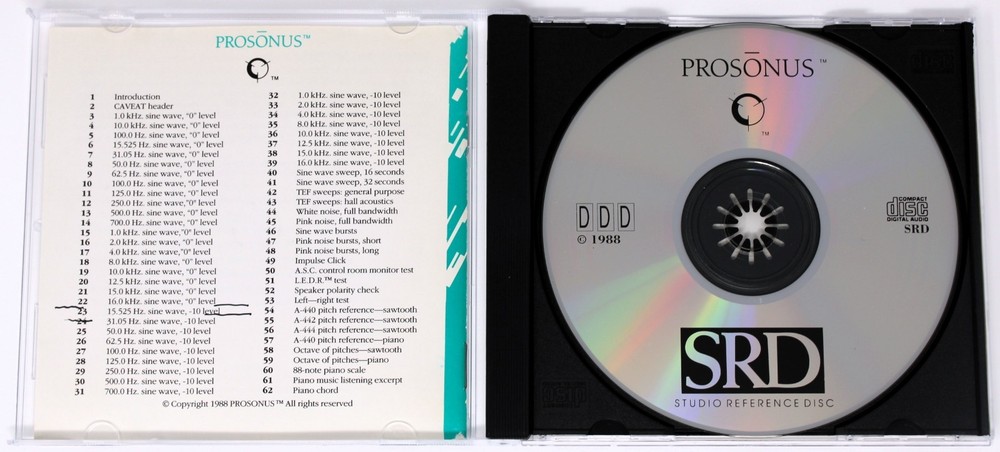 PROSŌNUS™
TM
1 Introduction
2 CAVEAT header
3 1.0 kHz. sine wave, "0" level
4 10.0 kHz. sine wave, "0" level
5 100.0 Hz. sine wave, "0" level
6 15.525 Hz. sine wave, "0" level
7 31.05 Hz. sine wave, "0" level
8 50.0 Hz. sine wave, "0" level
9 62.5 Hz. sine wave, "0" level
10 100.0 Hz. sine wave, "0" level
11 125.0 Hz. sine wave, "0" level
12 250.0 Hz. sine wave, "0" level
13 500.0 Hz. sine wave, "0" level
14 700.0 Hz. sine wave, "0" level
15 1.0 kHz. sine wave, "0" level
16 2.0 kHz. sine wave, "0" level
17 4.0 kHz. sine wave, "0" level
18 8.0 kHz. sine wave, "0" level
19 10.0 kHz. sine wave, "0" level
20 12.5 kHz. sine wave, "0" level
21 15.0 kHz. sine wave, "0" level
22 16.0 kHz. sine wave, "0" level
23 15.525 Hz. sine wave, -10 level
24 31.05 Hz. sine wave, -10 level
25 50.0 Hz. sine wave, -10 level
26 62.5 Hz. sine wave, -10 level
27 100.0 Hz. sine wave, -10 level
28 125.0 Hz. sine wave, -10 level
29 250.0 Hz. sine wave, -10 level
30 500.0 Hz. sine wave, -10 level
31 700.0 Hz. sine wave, -10 level
32 1.0 kHz. sine wave, -10 level
33 2.0 kHz. sine wave, -10 level
34 4.0 kHz. sine wave, -10 level
35 8.0 kHz. sine wave, -10 level
36 10.0 kHz. sine wave, -10 level
37 12.5 kHz. sine wave, -10 level
38 15.0 kHz. sine wave, -10 level
39 16.0 kHz. sine wave, -10 level
40 Sine wave sweep, 16 seconds
41 Sine wave sweep, 32 seconds
42 TEF sweeps: general purpose
43 TEF sweeps: hall acoustics
44 White noise, full bandwidth
45 Pink noise, full bandwidth
46 Sine wave bursts
47 Pink noise bursts, short
48 Pink noise bursts, long
49 Impulse Click
50 A.S.C. control room monitor test
51 L.E.D.R.™ test
52 Speaker polarity check
53 Left—right test
54 A-440 pitch reference—sawtooth
55 A-442 pitch reference—sawtooth
56 A-444 pitch reference—sawtooth
57 A-440 pitch reference—piano
58 Octave of pitches—sawtooth
59 Octave of pitches—piano
60 88-note piano scale
61 Piano music listening excerpt
62 Piano chord
© Copyright 1988 PROSONUS™ All rights reserved
PROSŌNUS™
TM
DDD
© 1988
COMPACT
disc
DIGITAL AUDIO
SRD
SRD
STUDIO REFERENCE DISC